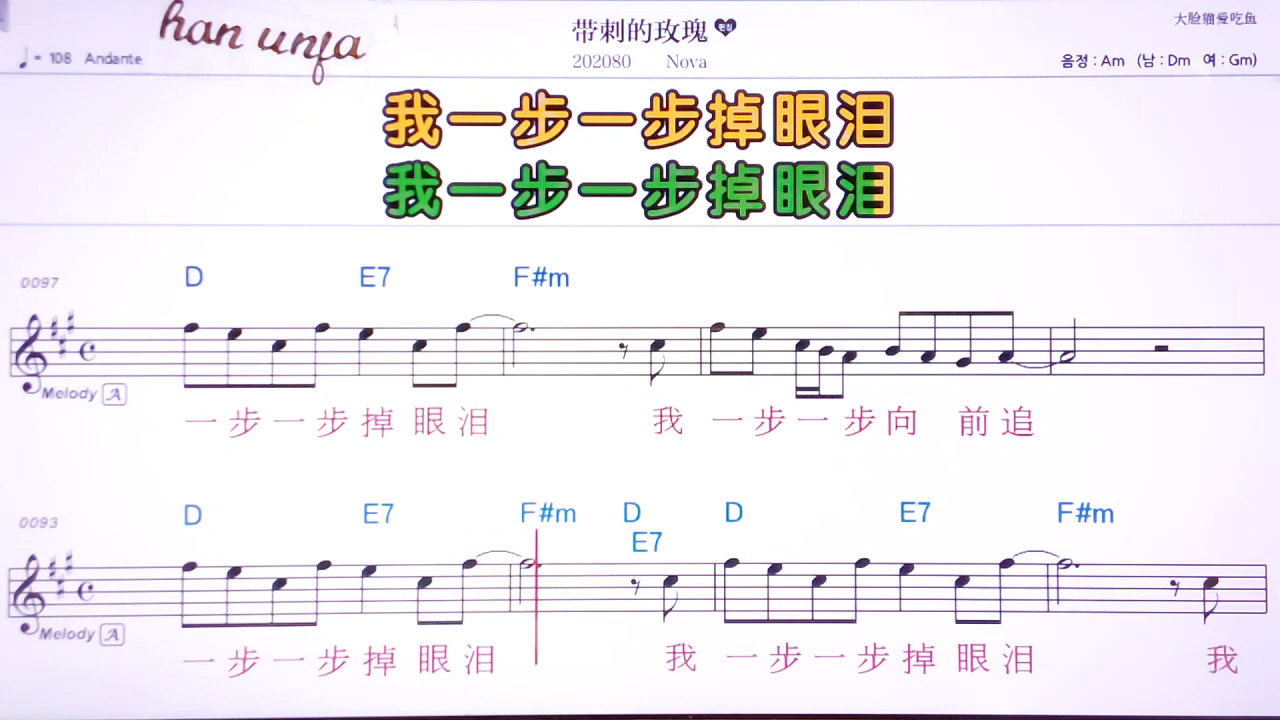 han unja
带刺的玫瑰
편집
大脸猫爱吃鱼
= 108 Andante
202080 Nova
음정 : Am (남 : Dm 여 : Gm)
我一步一步掉眼泪
我一步一步掉眼泪
0097
D E7 F#m
Melody A
一步一步掉眼泪 我一步一步向前追
0093
D E7 F#m D D E7 F#m
E7
Melody A
一步一步掉眼泪 我一步一步掉眼泪 我